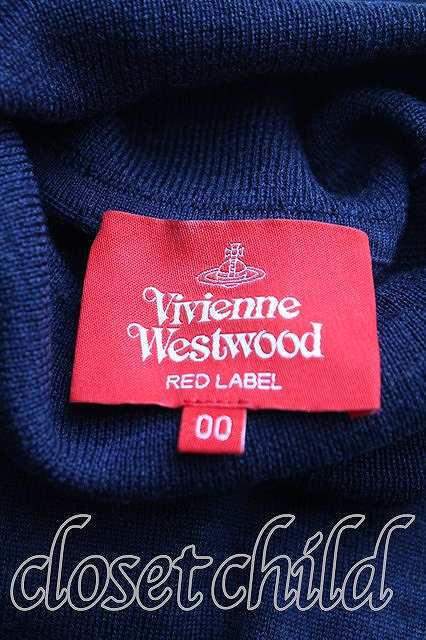 Vivienne
Westwood
RED LABEL
00
closet child